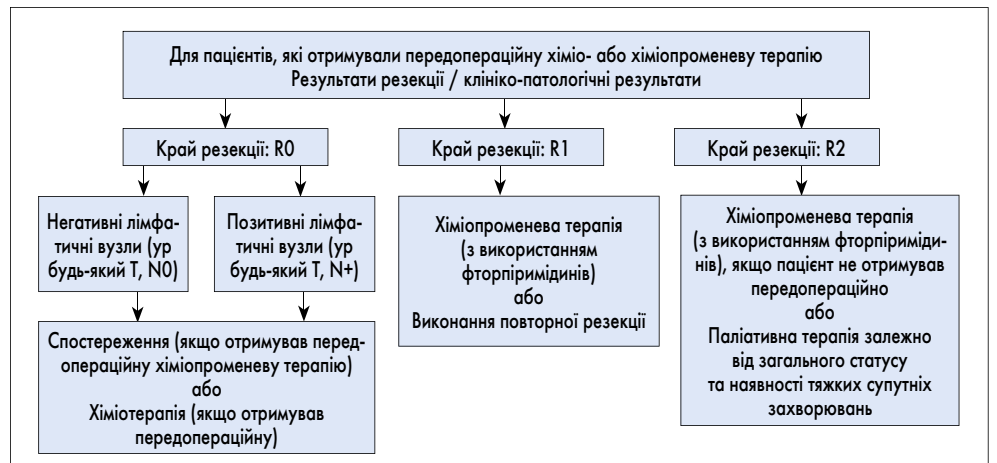 Для пацієнтів, які отримували передопераційну хіміо- або хіміопроменеву терапію
Результати резекції / клініко-патологічні результати
Край резекції: R0
Край резекції: R1
Край резекції: R2
Негативні лімфа-
тичні вузли (ур
будь-який T, N0)
Позитивні лімфа-
тичні вузли (ур
будь-який T, N+)
Спостереження (якщо отримував перед-
операційну хіміопроменеву терапію)
або
Хіміотерапія (якщо отримував
передопераційну)
Хіміопроменева терапія
(з використанням
фторпіримідинів)
або
Виконання повторної резекції
Хіміопроменева терапія
(з використанням фторпіриміди-
нів), якщо пацієнт не отримував
передопераційно
або
Паліативна терапія залежно
від загального статусу
та наявності тяжких супутніх
захворювань